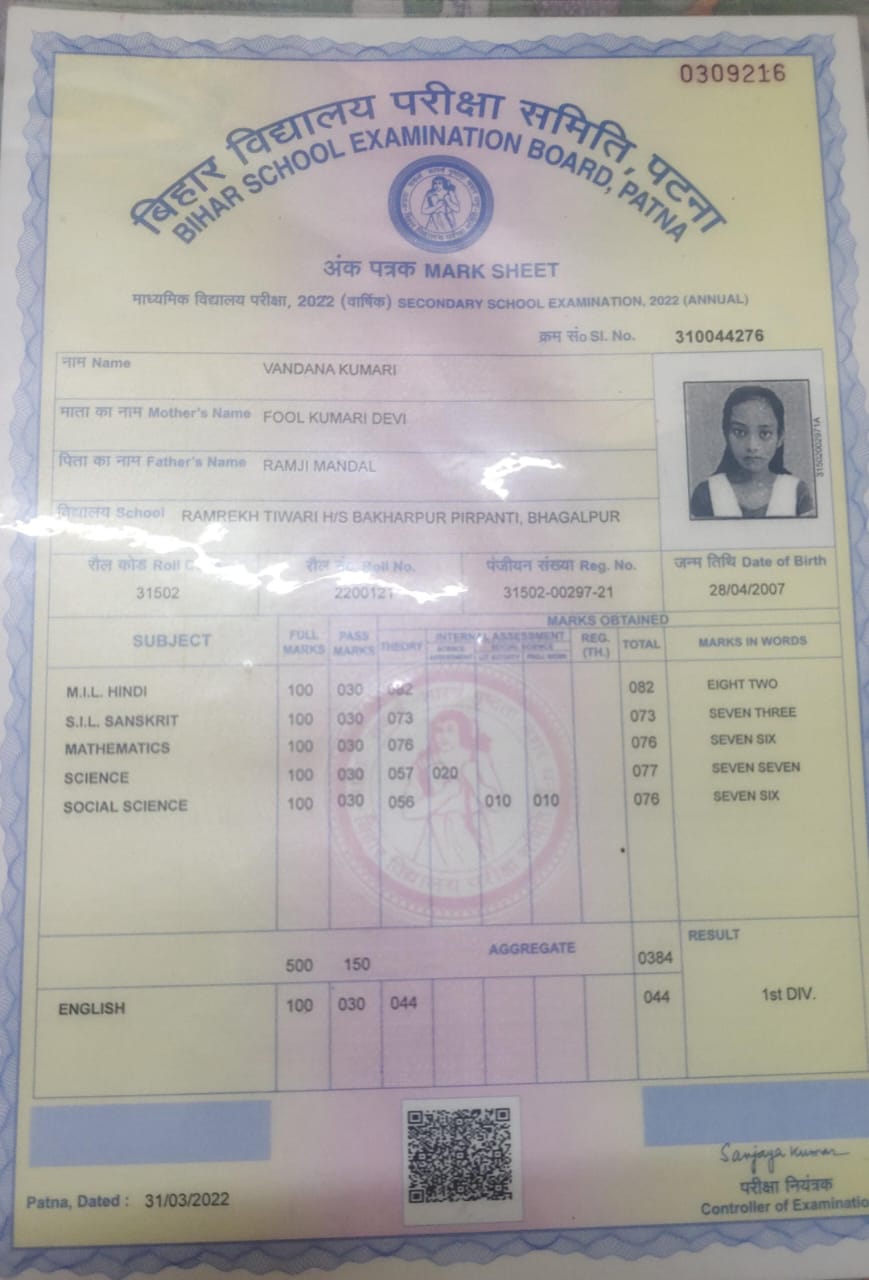 0309216
बिहार विद्यालय परीक्षा समिति, पटना
BIHAR SCHOOL EXAMINATION BOARD, PATNA
अंक पत्रक MARK SHEET
माध्यमिक विद्यालय परीक्षा, 2022 (वार्षिक) SECONDARY SCHOOL EXAMINATION, 2022 (ANNUAL)
क्रम सं० Sl. No. 310044276
नाम Name VANDANA KUMARI
माता का नाम Mother's Name FOOL KUMARI DEVI
पिता का नाम Father's Name RAMJI MANDAL
31502002971A
विद्यालय School RAMREKH TIWARI H/S BAKHARPUR PIRPANTI, BHAGALPUR
रौल कोड Roll रौल Roll No. पंजीयन संख्या Reg. No. जन्म तिथि Date of Birth
31502 31502-00297-21 28/04/2007
MARKS OBTAINED
SUBJECT FULL MARKS PASS MARKS THEORY INTERNAL ASSESSMENT REG. (TH.) TOTAL MARKS IN WORDS
M.I.L. HINDI 100 030 082 082 EIGHT TWO
S.I.L. SANSKRIT 100 030 073 073 SEVEN THREE
MATHEMATICS 100 030 076 076 SEVEN SIX
SCIENCE 100 030 057 020 077 SEVEN SEVEN
SOCIAL SCIENCE 100 030 056 010 010 076 SEVEN SIX
AGGREGATE RESULT
500 150 0384
ENGLISH 100 030 044 044 1st DIV.
Sanjaya Kumar
परीक्षा नियंत्रक
Patna, Dated : 31/03/2022 Controller of Examinatio